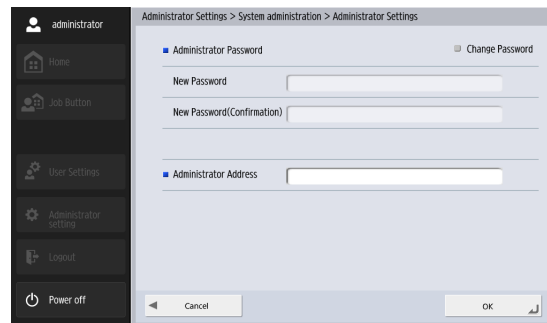 administrator
Administrator Settings > System administration > Administrator Settings
Home
Job Button
User Settings
Administrator
setting
Logout
Power off
Administrator Password
Change Password
New Password
New Password(Confirmation)
Administrator Address
Cancel
OK